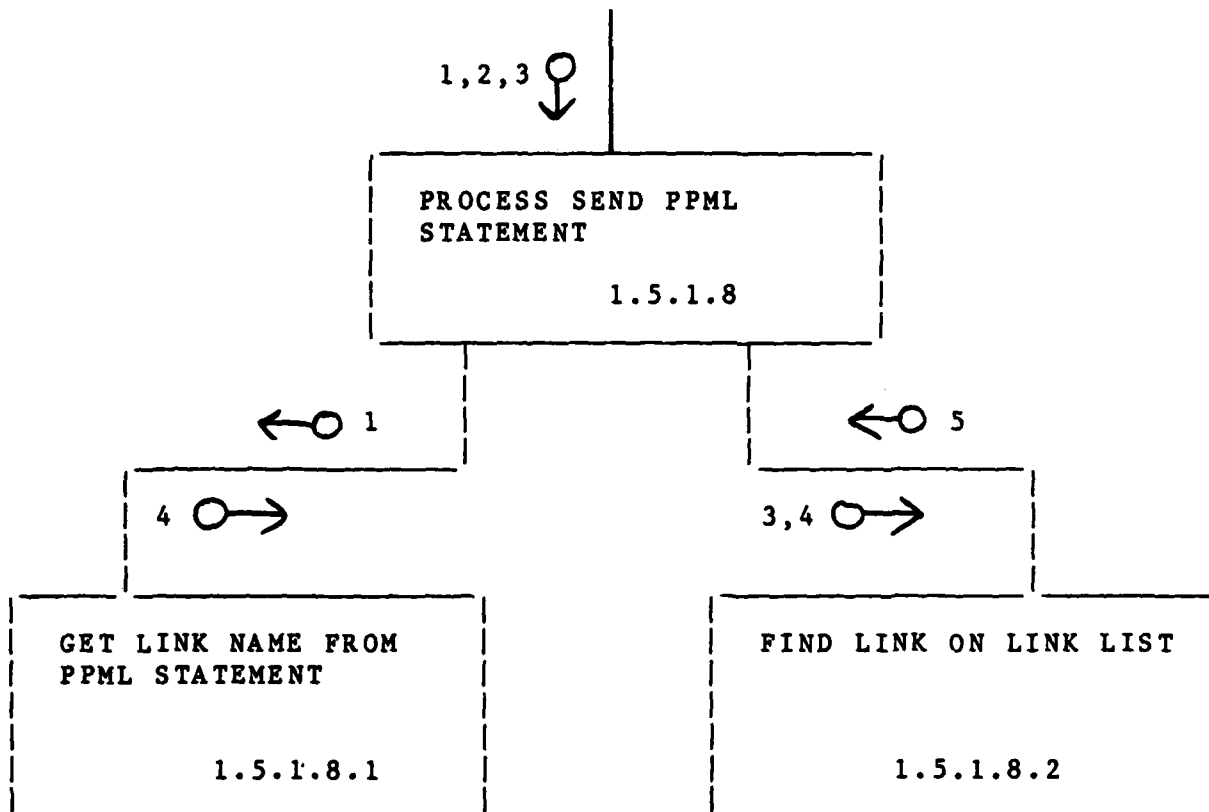 1,2,3
PROCESS SEND PPML
STATEMENT
1.5.1.8
1
5
4
3,4
GET LINK NAME FROM
PPML STATEMENT
1.5.1.8.1
FIND LINK ON LINK LIST
1.5.1.8.2